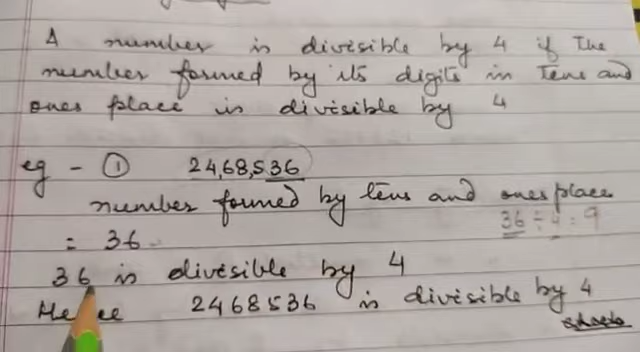 A number is divisible by 4 if the
number formed by its digits in Tens and
ones place is divisible by 4
eg - ① 24,68,536
number formed by tens and ones place
= 36
36 ÷ 4 = 9
36 is divisible by 4
Hence 2468536 is divisible by 4